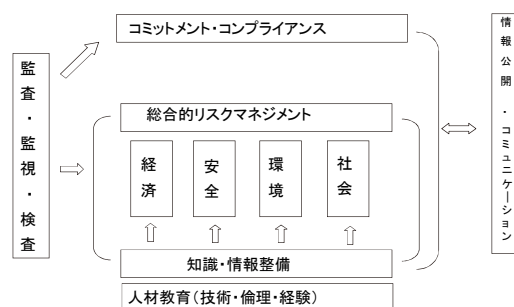 コミットメント・コンプライアンス
監査・監視・検査
総合的リスクマネジメント
経済
安全
環境
社会
知識・情報整備
人材教育(技術・倫理・経験)
情報公開・コミュニケーション